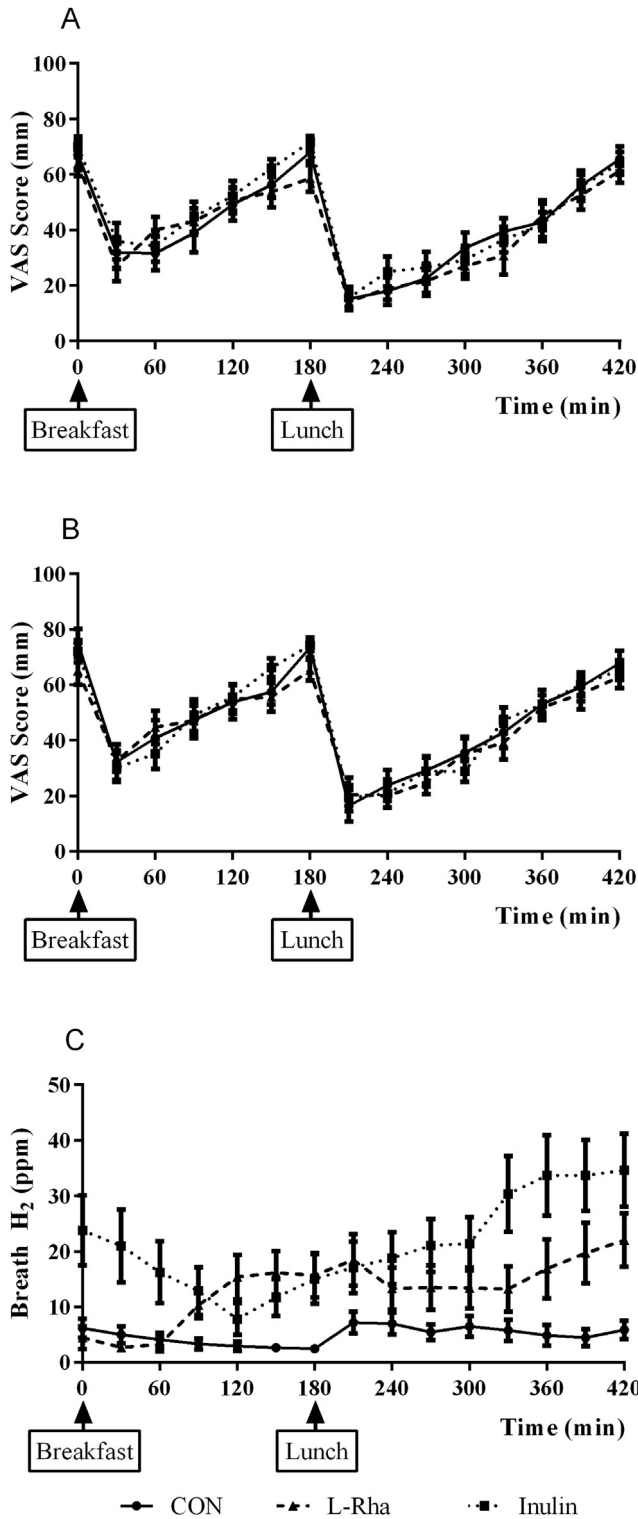 A
VAS Score (mm)
100
80
60
40
20
0
0 60 120 180 240 300 360 420
Time (min)
Breakfast
Lunch
B
VAS Score (mm)
100
80
60
40
20
0
0 60 120 180 240 300 360 420
Time (min)
Breakfast
Lunch
C
Breath H₂ (ppm)
50
40
30
20
10
0
0 60 120 180 240 300 360 420
Time (min)
Breakfast
Lunch
CON L-Rha Inulin